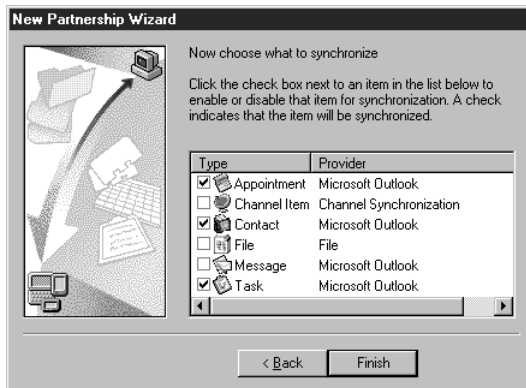 New Partnership Wizard
Now choose what to synchronize
Click the check box next to an item in the list below to
enable or disable that item for synchronization. A check
indicates that the item will be synchronized.
Type Provider
Appointment Microsoft Outlook
Channel Item Channel Synchronization
Contact Microsoft Outlook
File File
Message Microsoft Outlook
Task Microsoft Outlook
< Back Finish